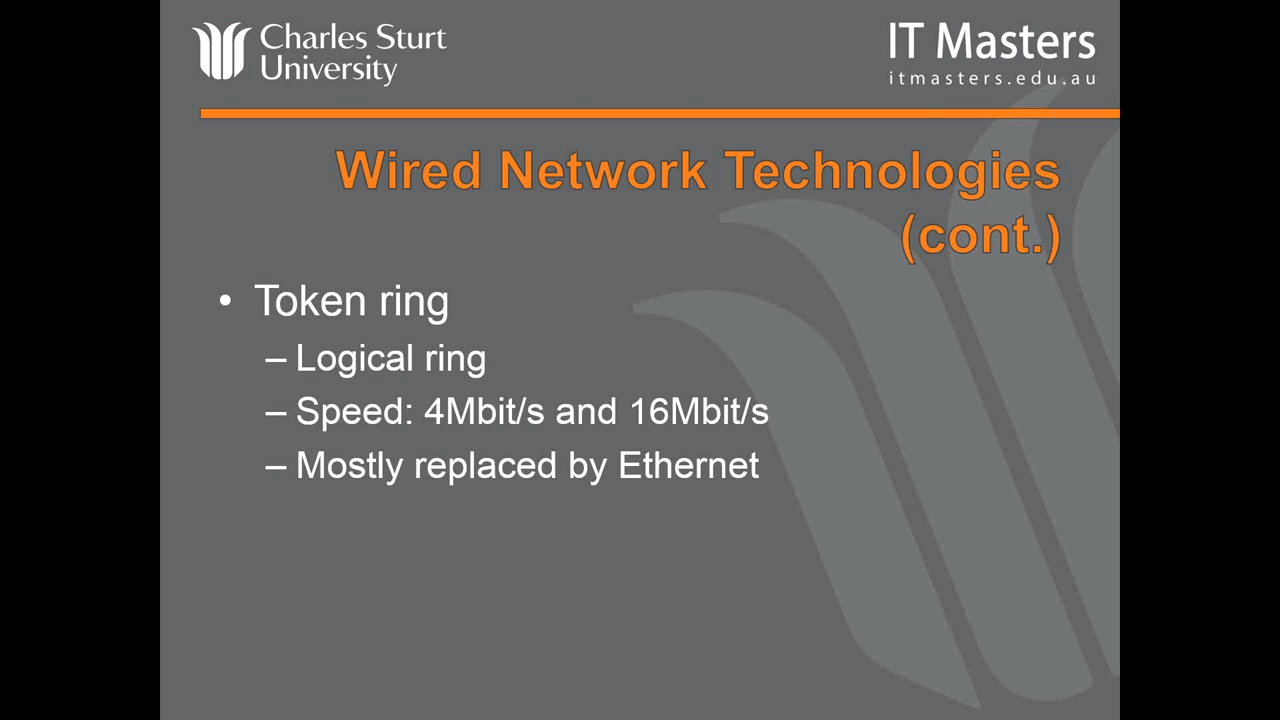 Charles Sturt
University
IT Masters
itmasters.edu.au
Wired Network Technologies
(cont.)
• Token ring
– Logical ring
– Speed: 4Mbit/s and 16Mbit/s
– Mostly replaced by Ethernet